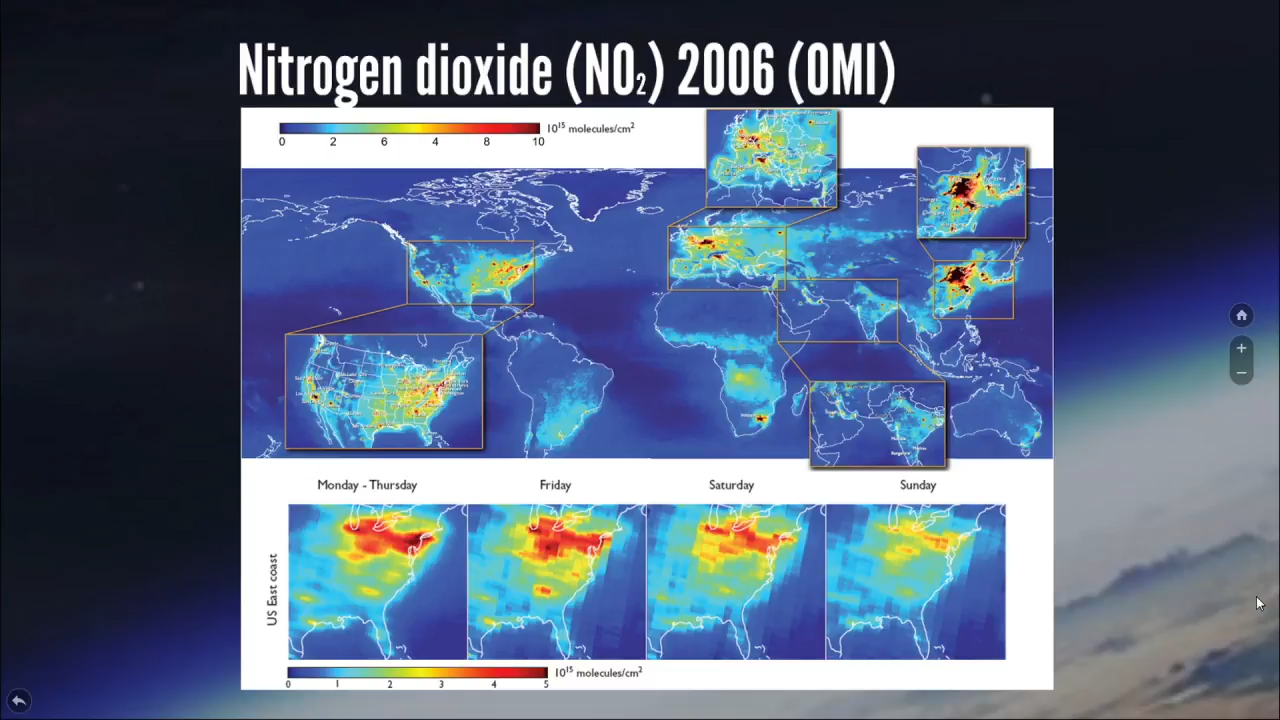 Nitrogen dioxide (NO₂) 2006 (OMI)
10¹⁵ molecules/cm²
0 2 6 4 8 10
Monday - Thursday Friday Saturday Sunday
US East coast
10¹⁵ molecules/cm²
0 1 2 3 4 5